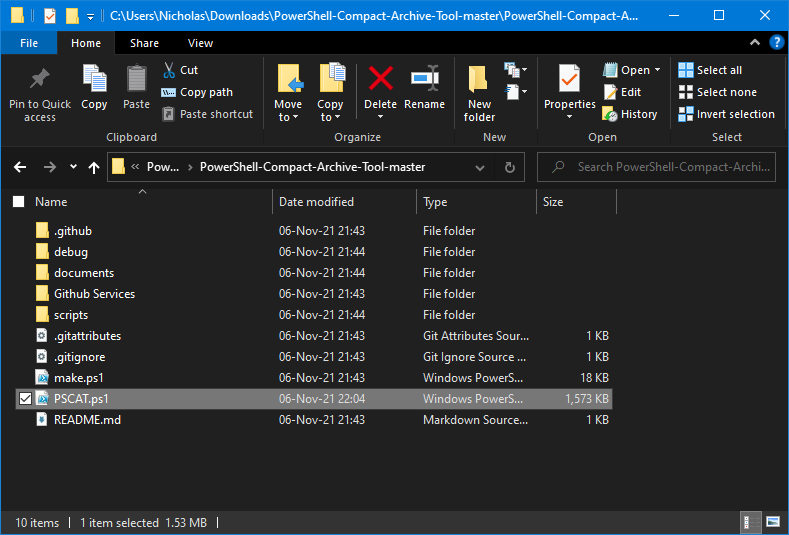 C:\Users\Nicholas\Downloads\PowerShell-Compact-Archive-Tool-master\PowerShell-Compact-A...
File Home Share View
Pin to Quick access
Copy
Paste
Cut
Copy path
Paste shortcut
Clipboard
Move to
Copy to
Delete
Rename
Organize
New folder
New
Properties
Open
Edit
History
Open
Select all
Select none
Invert selection
Select
« Pow... > PowerShell-Compact-Archive-Tool-master
Search PowerShell-Compact-Archi...
Name Date modified Type Size
.github 06-Nov-21 21:43 File folder
debug 06-Nov-21 21:44 File folder
documents 06-Nov-21 21:44 File folder
Github Services 06-Nov-21 21:43 File folder
scripts 06-Nov-21 21:44 File folder
.gitattributes 06-Nov-21 21:43 Git Attributes Sour... 1 KB
.gitignore 06-Nov-21 21:43 Git Ignore Source ... 1 KB
make.ps1 06-Nov-21 21:43 Windows PowerS... 18 KB
PSCAT.ps1 06-Nov-21 22:04 Windows PowerS... 1,573 KB
README.md 06-Nov-21 21:43 Markdown Source... 1 KB
10 items | 1 item selected 1.53 MB |